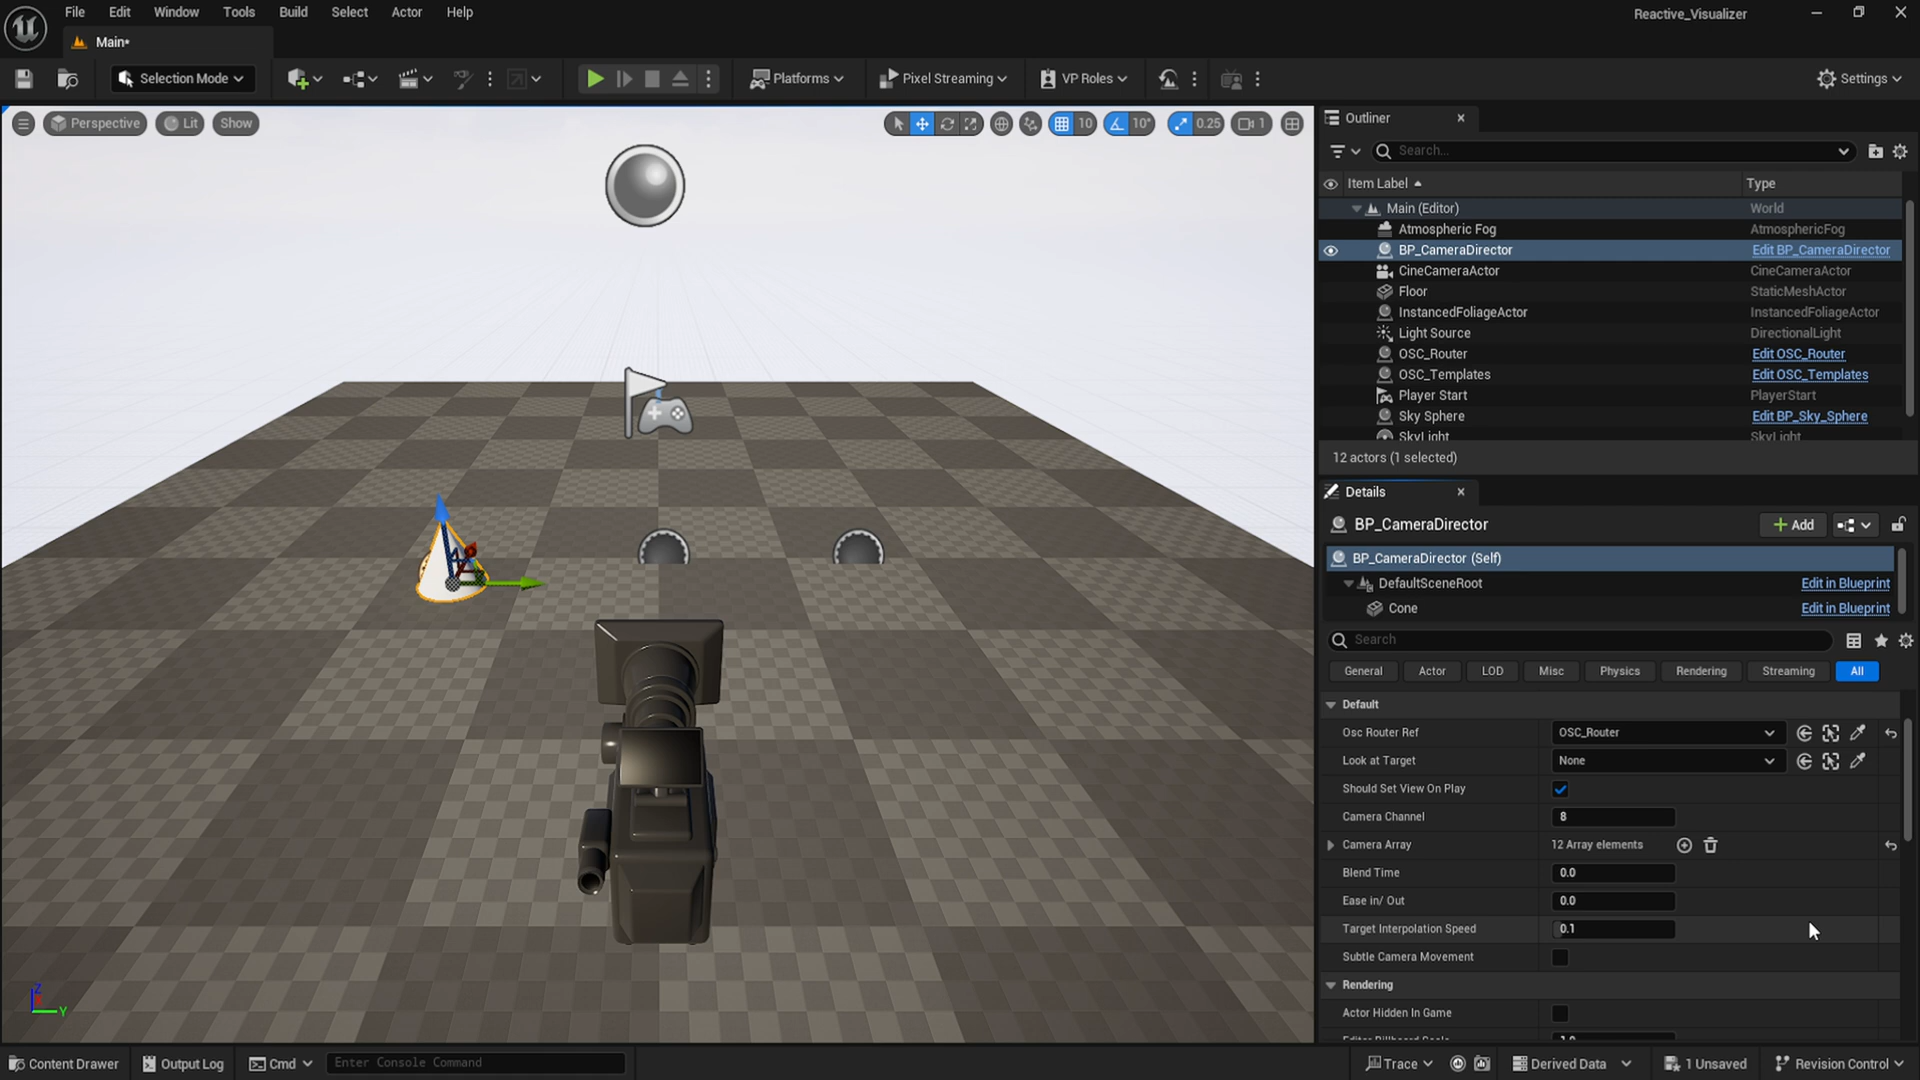 File Edit Window Tools Build Select Actor Help
Reactive_Visualizer
Main*
Selection Mode
Platforms
Pixel Streaming
VP Roles
Settings
Perspective Lit Show
10 10° 0.25 1
Outliner
Search...
Item Label Type
Main (Editor) World
Atmospheric Fog AtmosphericFog
BP_CameraDirector Edit BP_CameraDirector
CineCameraActor CineCameraActor
Floor StaticMeshActor
InstancedFoliageActor InstancedFoliageActor
Light Source DirectionalLight
OSC_Router Edit OSC_Router
OSC_Templates Edit OSC_Templates
Player Start PlayerStart
Sky Sphere Edit BP_Sky_Sphere
SkyLight SkyLight
12 actors (1 selected)
Details
BP_CameraDirector
Add
BP_CameraDirector (Self)
DefaultSceneRoot Edit in Blueprint
Cone Edit in Blueprint
Search
General Actor LOD Misc Physics Rendering Streaming All
Default
Osc Router Ref OSC_Router
Look at Target None
Should Set View On Play
Camera Channel 8
Camera Array 12 Array elements
Blend Time 0.0
Ease in/ Out 0.0
Target Interpolation Speed 0.1
Subtle Camera Movement
Rendering
Actor Hidden In Game
Editor Billboard Scale 1.0
Z
Y
Content Drawer Output Log Cmd Enter Console Command
Trace Derived Data 1 Unsaved Revision Control